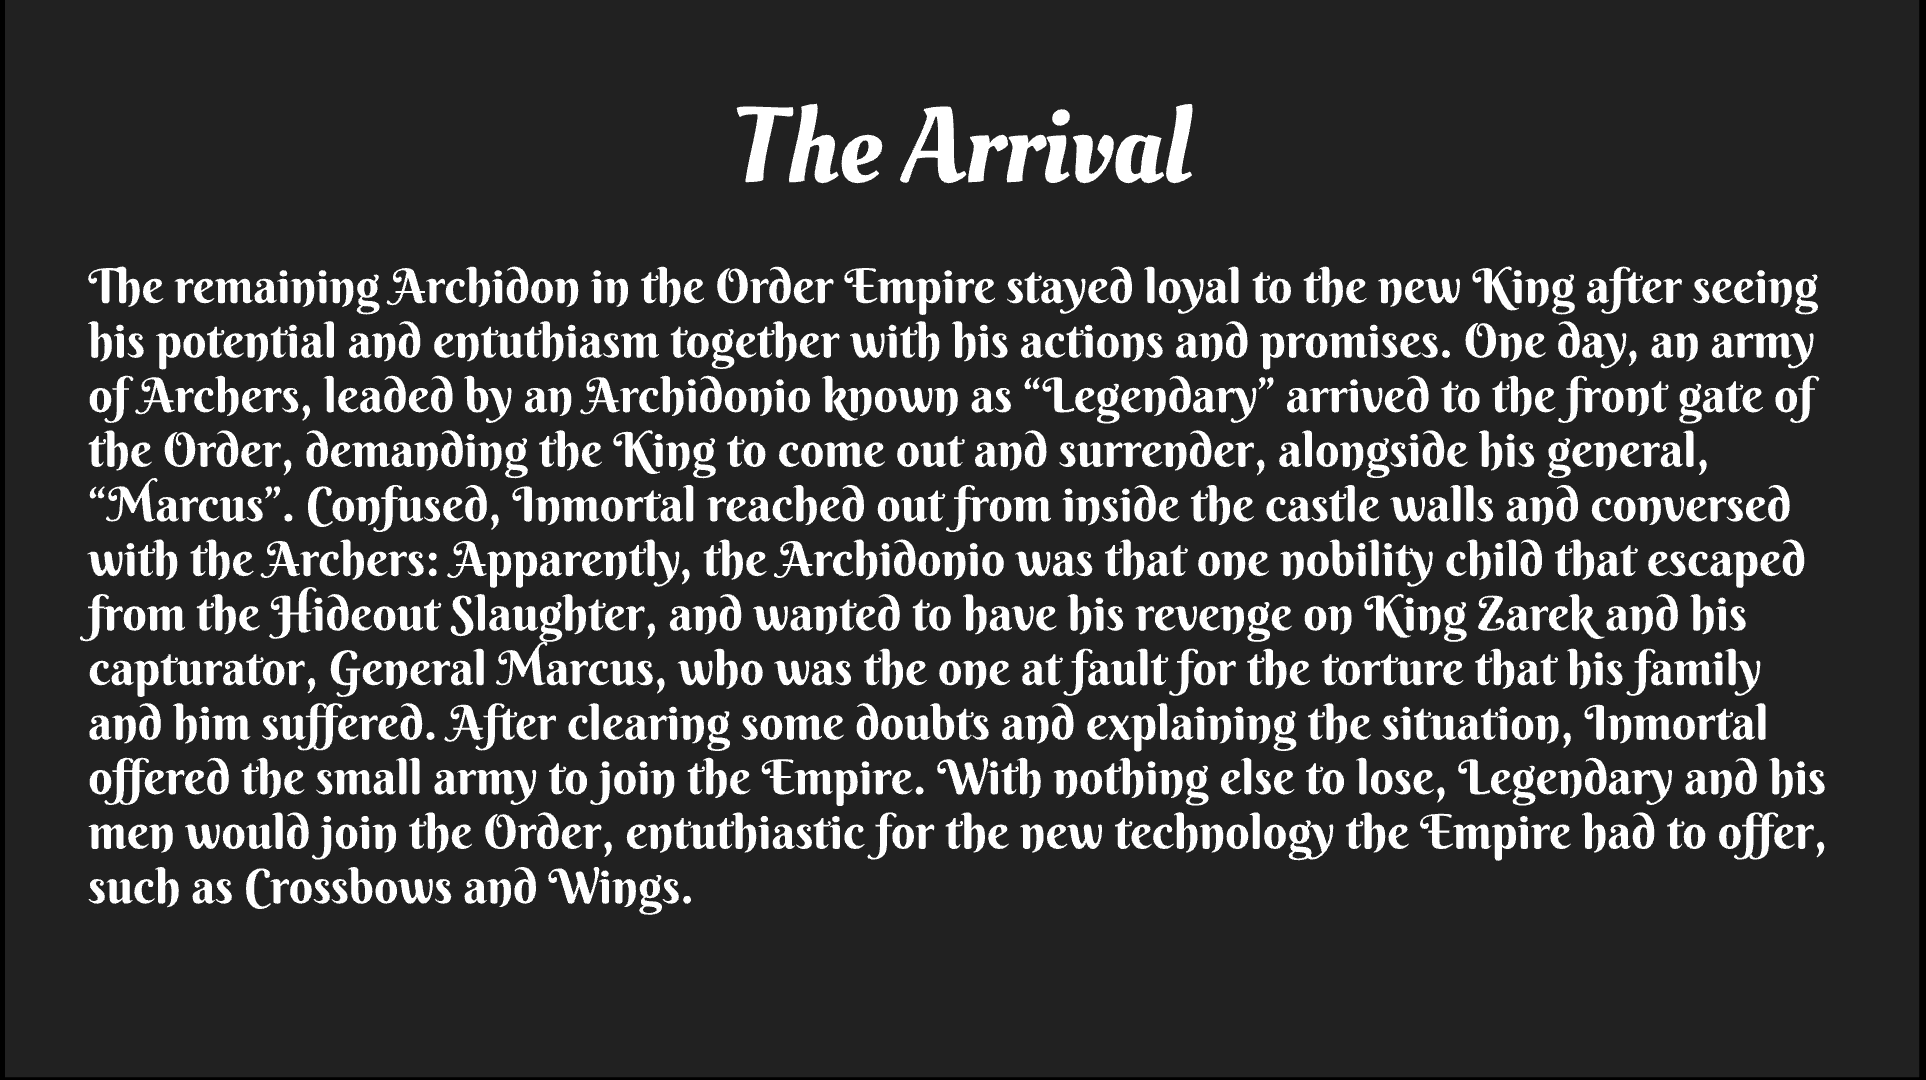 The Arrival
The remaining Archidon in the Order Empire stayed loyal to the new King after seeing
his potential and entuthiasm together with his actions and promises. One day, an army
of Archers, leaded by an Archidonio known as “Legendary” arrived to the front gate of
the Order, demanding the King to come out and surrender, alongside his general,
“Marcus”. Confused, Inmortal reached out from inside the castle walls and conversed
with the Archers: Apparently, the Archidonio was that one nobility child that escaped
from the Hideout Slaughter, and wanted to have his revenge on King Zarek and his
capturator, General Marcus, who was the one at fault for the torture that his family
and him suffered. After clearing some doubts and explaining the situation, Inmortal
offered the small army to join the Empire. With nothing else to lose, Legendary and his
men would join the Order, entuthiastic for the new technology the Empire had to offer,
such as Crossbows and Wings.